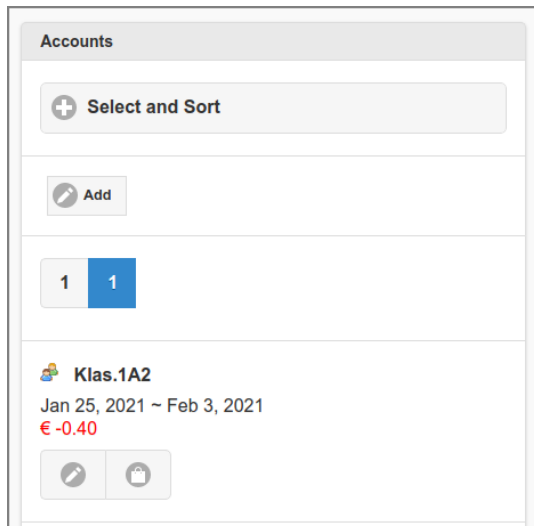 Accounts
Select and Sort
Add
1 1
Klas.1A2
Jan 25, 2021 ~ Feb 3, 2021
€ -0.40